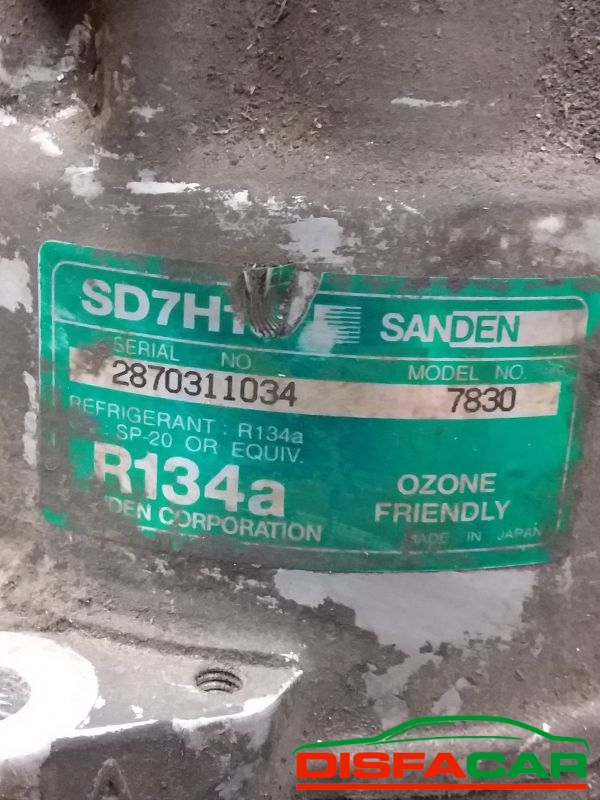 SANDEN
SERIAL NO. MODEL NO.
2870311034 7830
REFRIGERANT : R134a
SP-20 OR EQUIV.
R134a
OZONE
FRIENDLY
CORPORATION
MADE IN JAPAN
DISFACAR